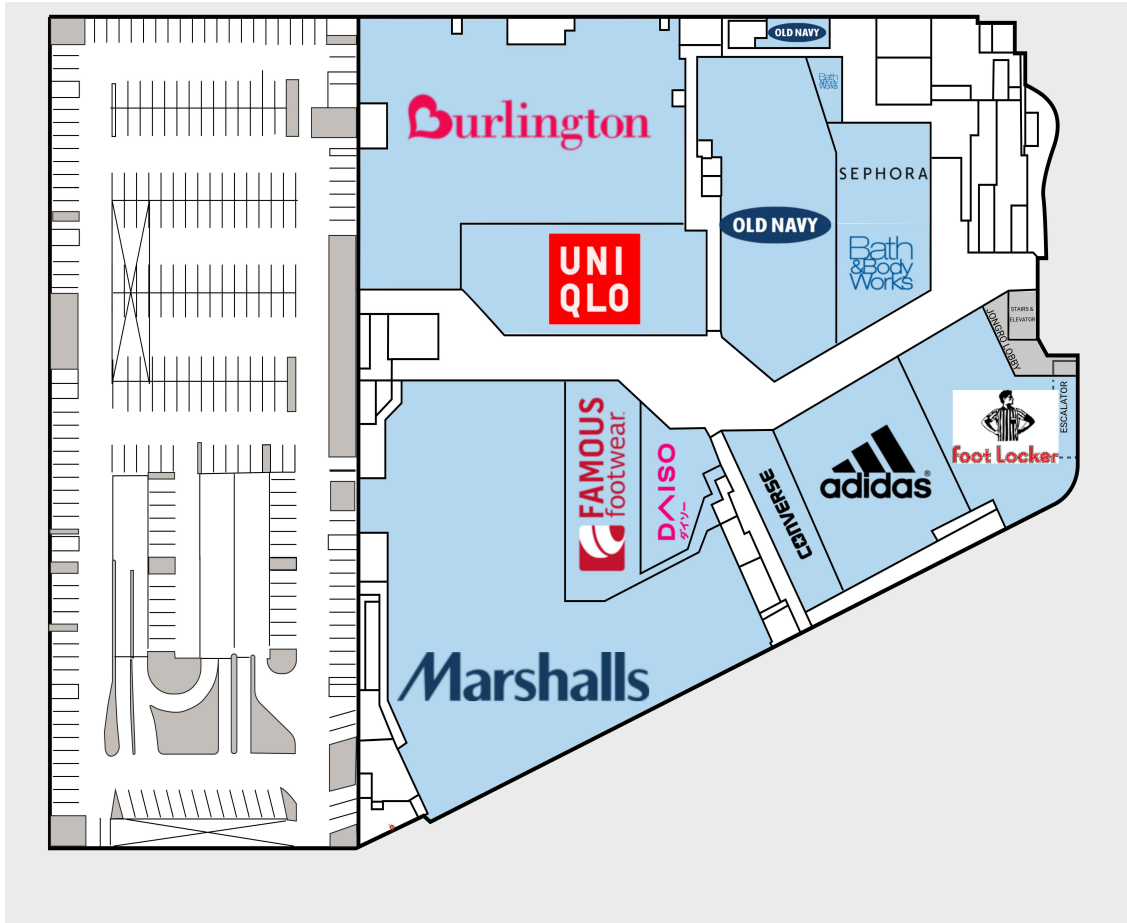 OLD NAVY
Bath
&Body
Works
Burlington
SEPHORA
OLD NAVY
UNI
QLO
Bath
&Body
Works
STAIRS &
ELEVATOR
JONGRO LOBBY
ESCALATOR
FAMOUS
footwear
DAISO
ダイソー
CONVERSE
adidas®
Foot Locker
Marshalls